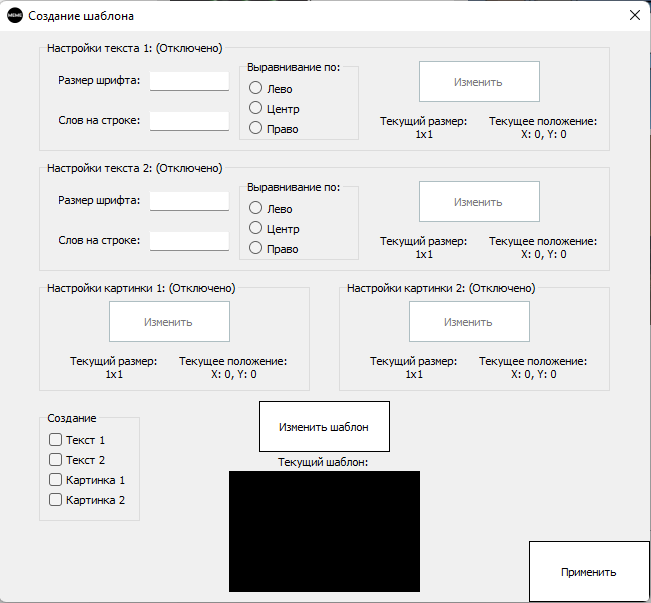 MEME
Создание шаблона
Настройки текста 1: (Отключено)
Размер шрифта:
Слов на строке:
Выравнивание по:
Лево
Центр
Право
Изменить
Текущий размер:
1x1
Текущее положение:
X: 0, Y: 0
Настройки текста 2: (Отключено)
Размер шрифта:
Слов на строке:
Выравнивание по:
Лево
Центр
Право
Изменить
Текущий размер:
1x1
Текущее положение:
X: 0, Y: 0
Настройки картинки 1: (Отключено)
Изменить
Текущий размер:
1x1
Текущее положение:
X: 0, Y: 0
Настройки картинки 2: (Отключено)
Изменить
Текущий размер:
1x1
Текущее положение:
X: 0, Y: 0
Создание
Текст 1
Текст 2
Картинка 1
Картинка 2
Изменить шаблон
Текущий шаблон:
Применить